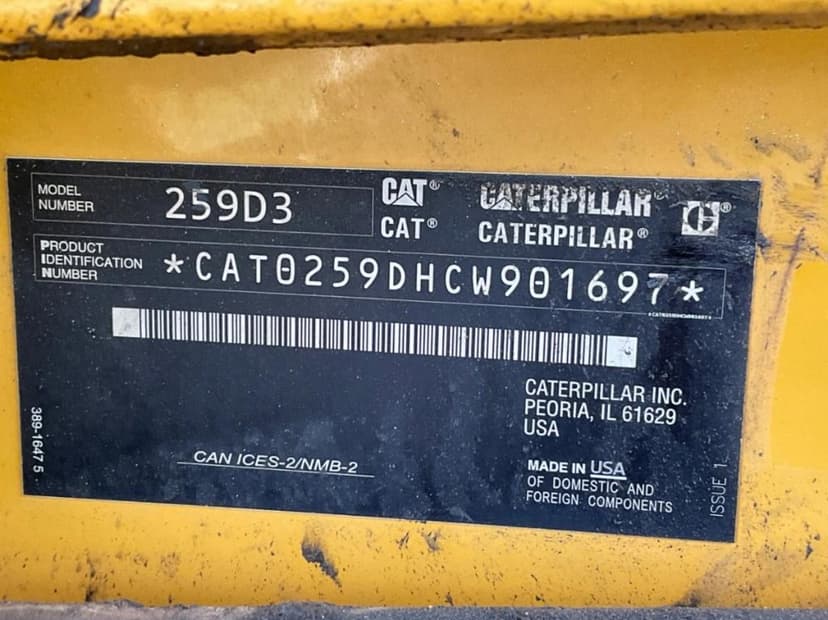 MODEL
NUMBER
259D3
CAT®
CATERPILLAR®
CAT®
CATERPILLAR®
PRODUCT
IDENTIFICATION
NUMBER
*CAT0259DHCW901697*
*CAT0259DHCW901697*
CATERPILLAR INC.
PEORIA, IL 61629
USA
CAN ICES-2/NMB-2
MADE IN USA
OF DOMESTIC AND
FOREIGN COMPONENTS
ISSUE 1
389-1647 5